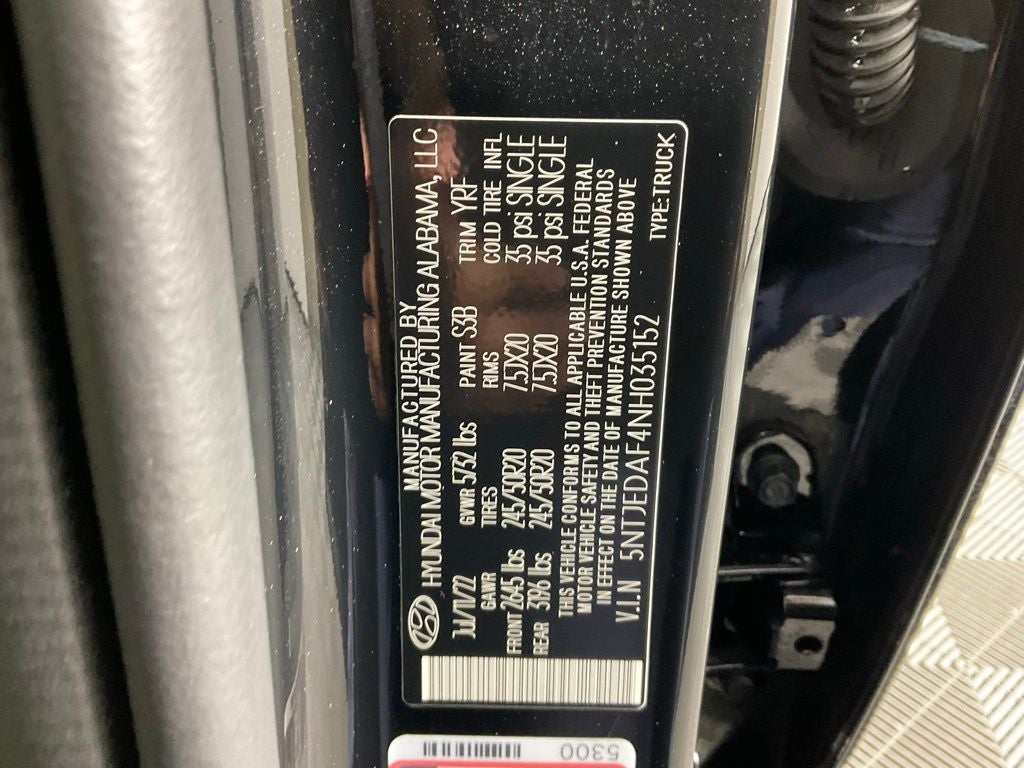 MANUFACTURED BY
HYUNDAI MOTOR MANUFACTURING ALABAMA, LLC
GVWR 5732 lbs PAINT S3B TRIM YRF
GAWR TIRES RIMS COLD TIRE INFL
FRONT 2645 lbs 245/50R20 7.5JX20 35 psi SINGLE
REAR 3196 lbs 245/50R20 7.5JX20 35 psi SINGLE
THIS VEHICLE CONFORMS TO ALL APPLICABLE U.S.A. FEDERAL
MOTOR VEHICLE SAFETY AND THEFT PREVENTION STANDARDS
IN EFFECT ON THE DATE OF MANUFACTURE SHOWN ABOVE
V.I.N 5NTJEDAF4NH035152 TYPE:TRUCK
5300